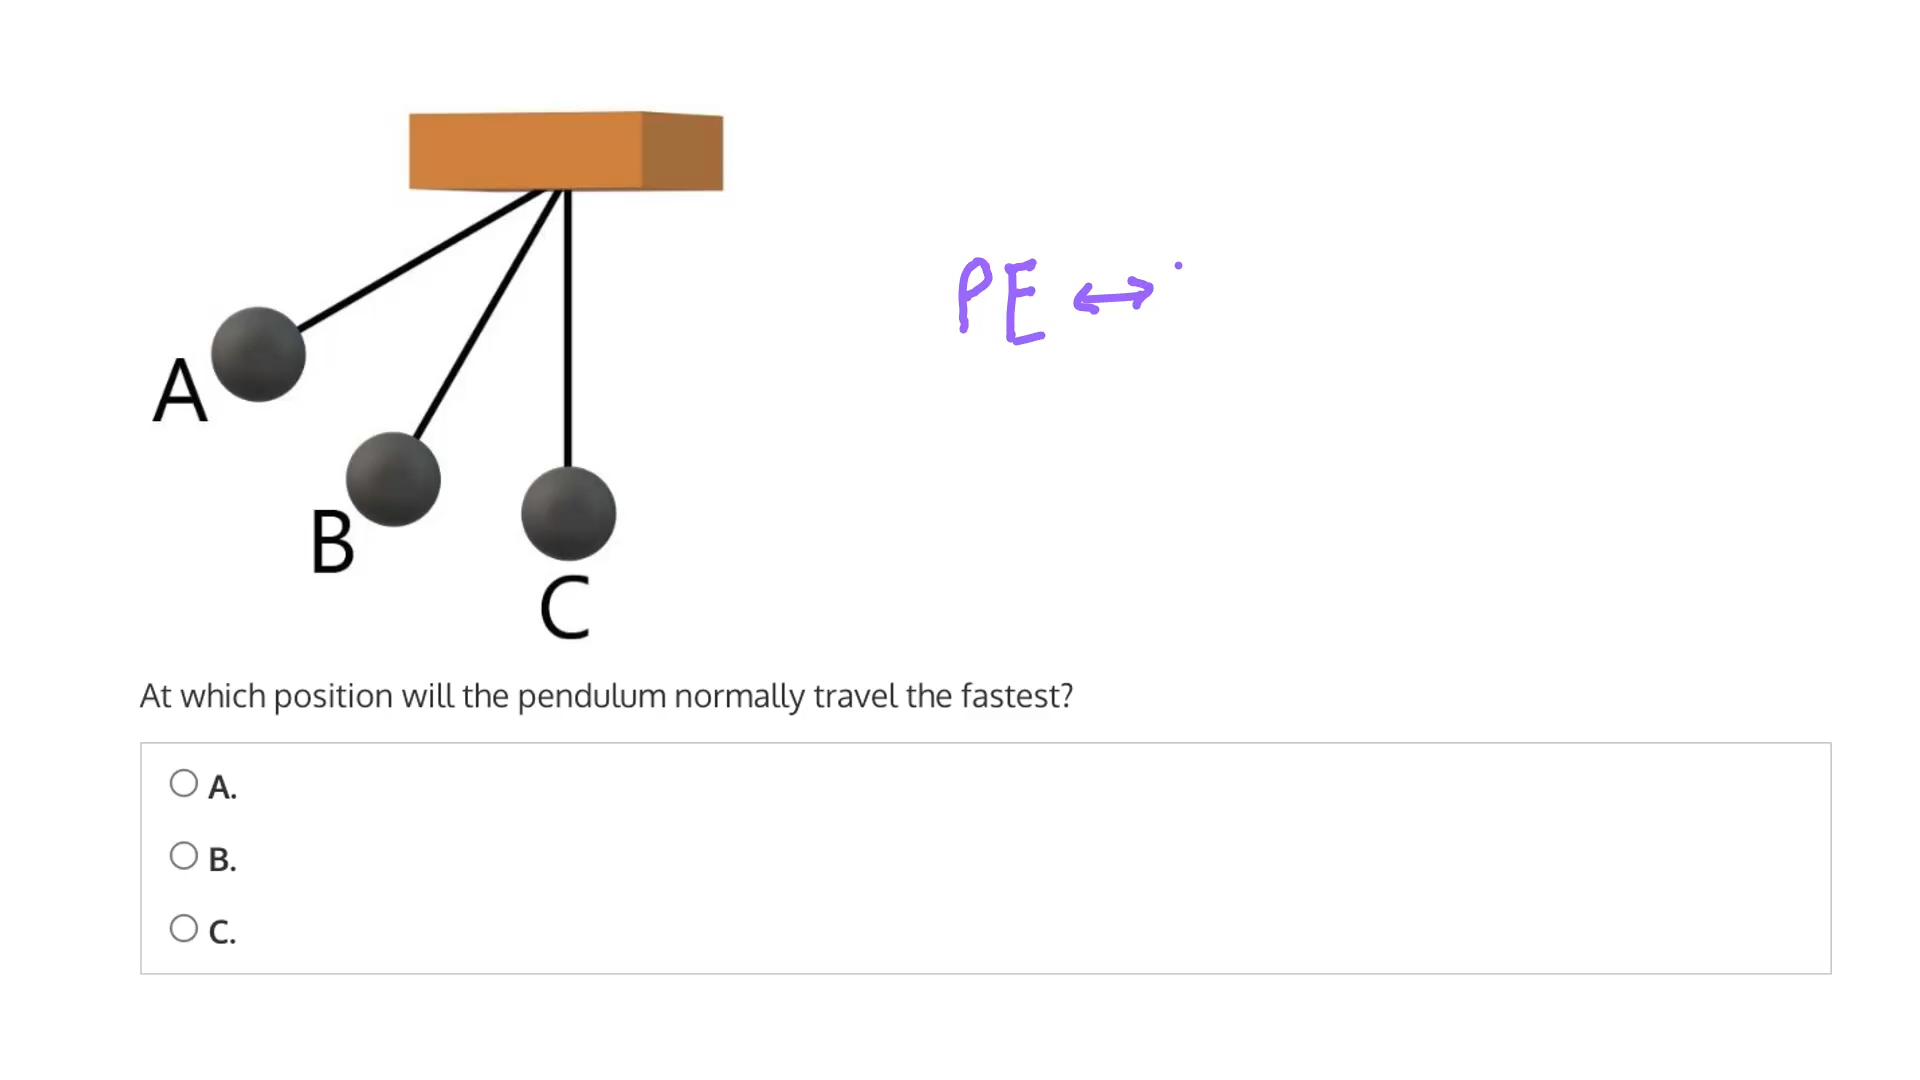 A
B
C
PE ↔
At which position will the pendulum normally travel the fastest?
A.
B.
C.